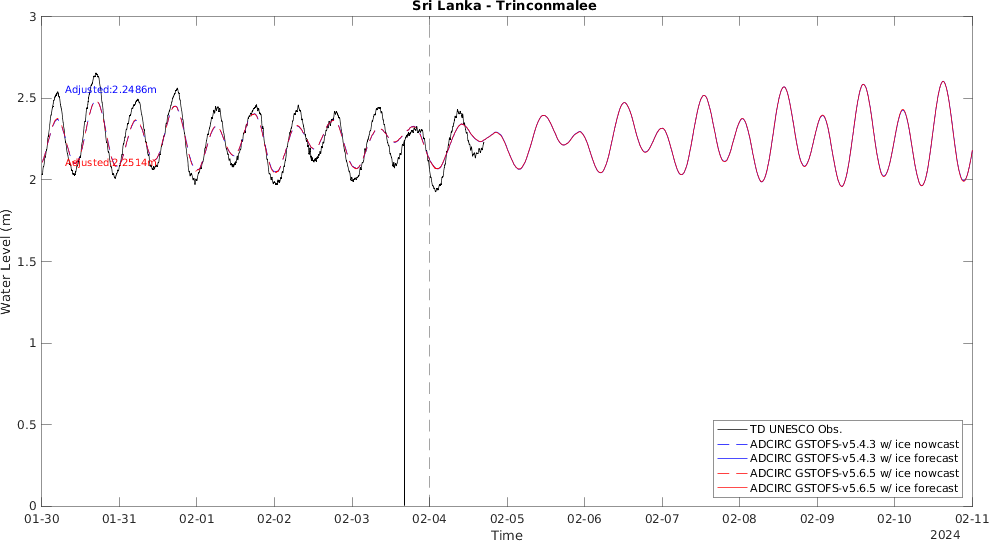 Sri Lanka - Trinconmalee
Water Level (m)
3
2.5
2
1.5
1
0.5
0
Adjusted:2.2486m
Adjusted:2.2514m
TD UNESCO Obs.
ADCIRC GSTOFS-v5.4.3 w/ ice nowcast
ADCIRC GSTOFS-v5.4.3 w/ ice forecast
ADCIRC GSTOFS-v5.6.5 w/ ice nowcast
ADCIRC GSTOFS-v5.6.5 w/ ice forecast
01-30 01-31 02-01 02-02 02-03 02-04 02-05 02-06 02-07 02-08 02-09 02-10 02-11
Time
2024